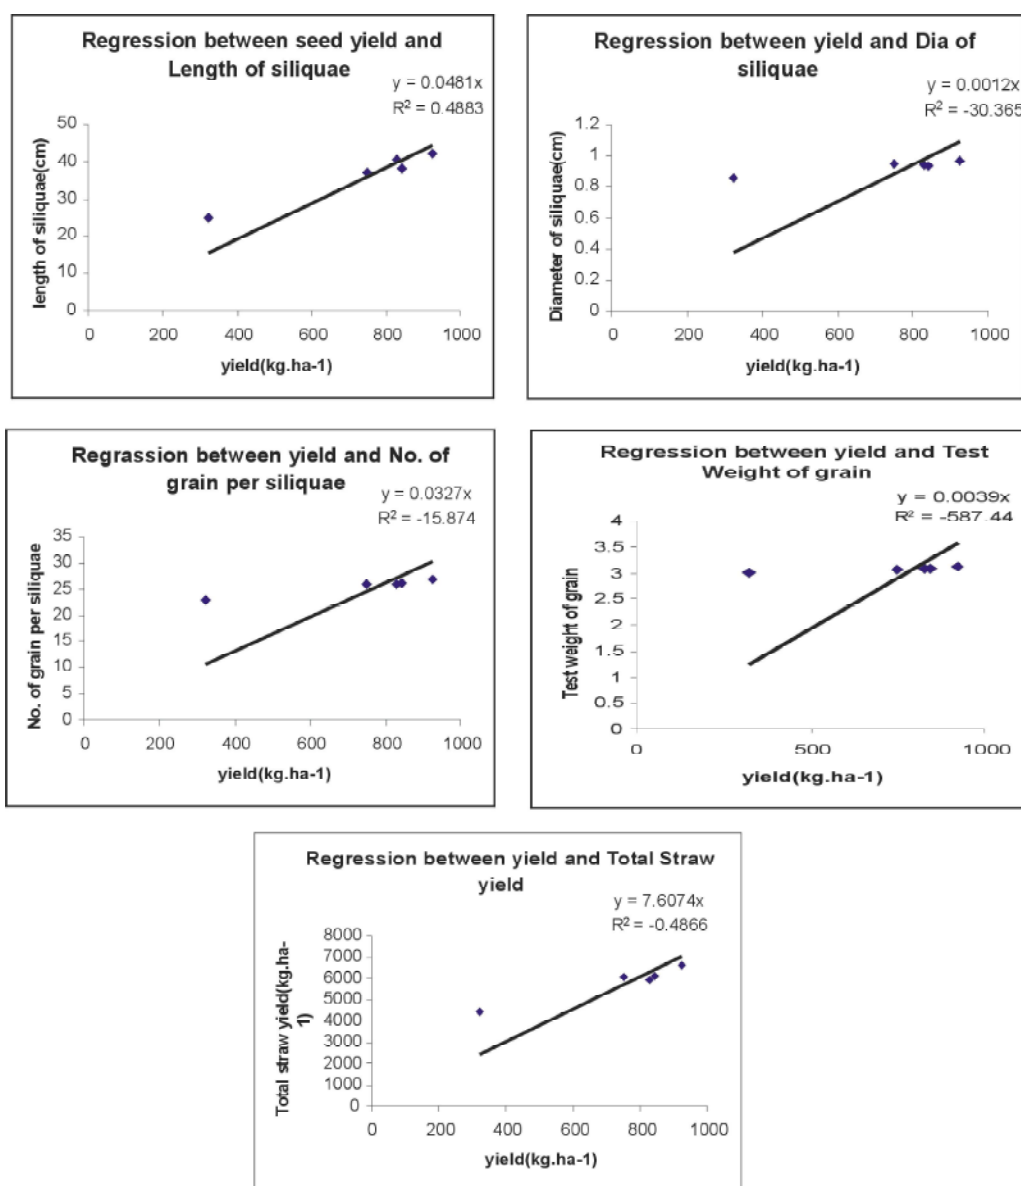 Regression between seed yield and
Length of siliquae
y = 0.0481x
R² = 0.4883
50
40
30
20
10
0
length of siliquae(cm)
0 200 400 600 800 1000
yield(kg.ha-1)
Regression between yield and Dia of
siliquae
y = 0.0012x
R² = -30.365
1.2
1
0.8
0.6
0.4
0.2
0
Diameter of siliquae(cm)
0 200 400 600 800 1000
yield(kg.ha-1)
Regrassion between yield and No. of
grain per siliquae
y = 0.0327x
R² = -15.874
35
30
25
20
15
10
5
0
No. of grain per siliquae
0 200 400 600 800 1000
yield(kg.ha-1)
Regression between yield and Test
Weight of grain
y = 0.0039x
R² = -587.44
4
3.5
3
2.5
2
1.5
1
0.5
0
Test weight of grain
0 500 1000
yield(kg.ha-1)
Regression between yield and Total Straw
yield
y = 7.6074x
R² = -0.4866
8000
7000
6000
5000
4000
3000
2000
1000
0
Total straw yield(kg.ha-
1)
0 200 400 600 800 1000
yield(kg.ha-1)